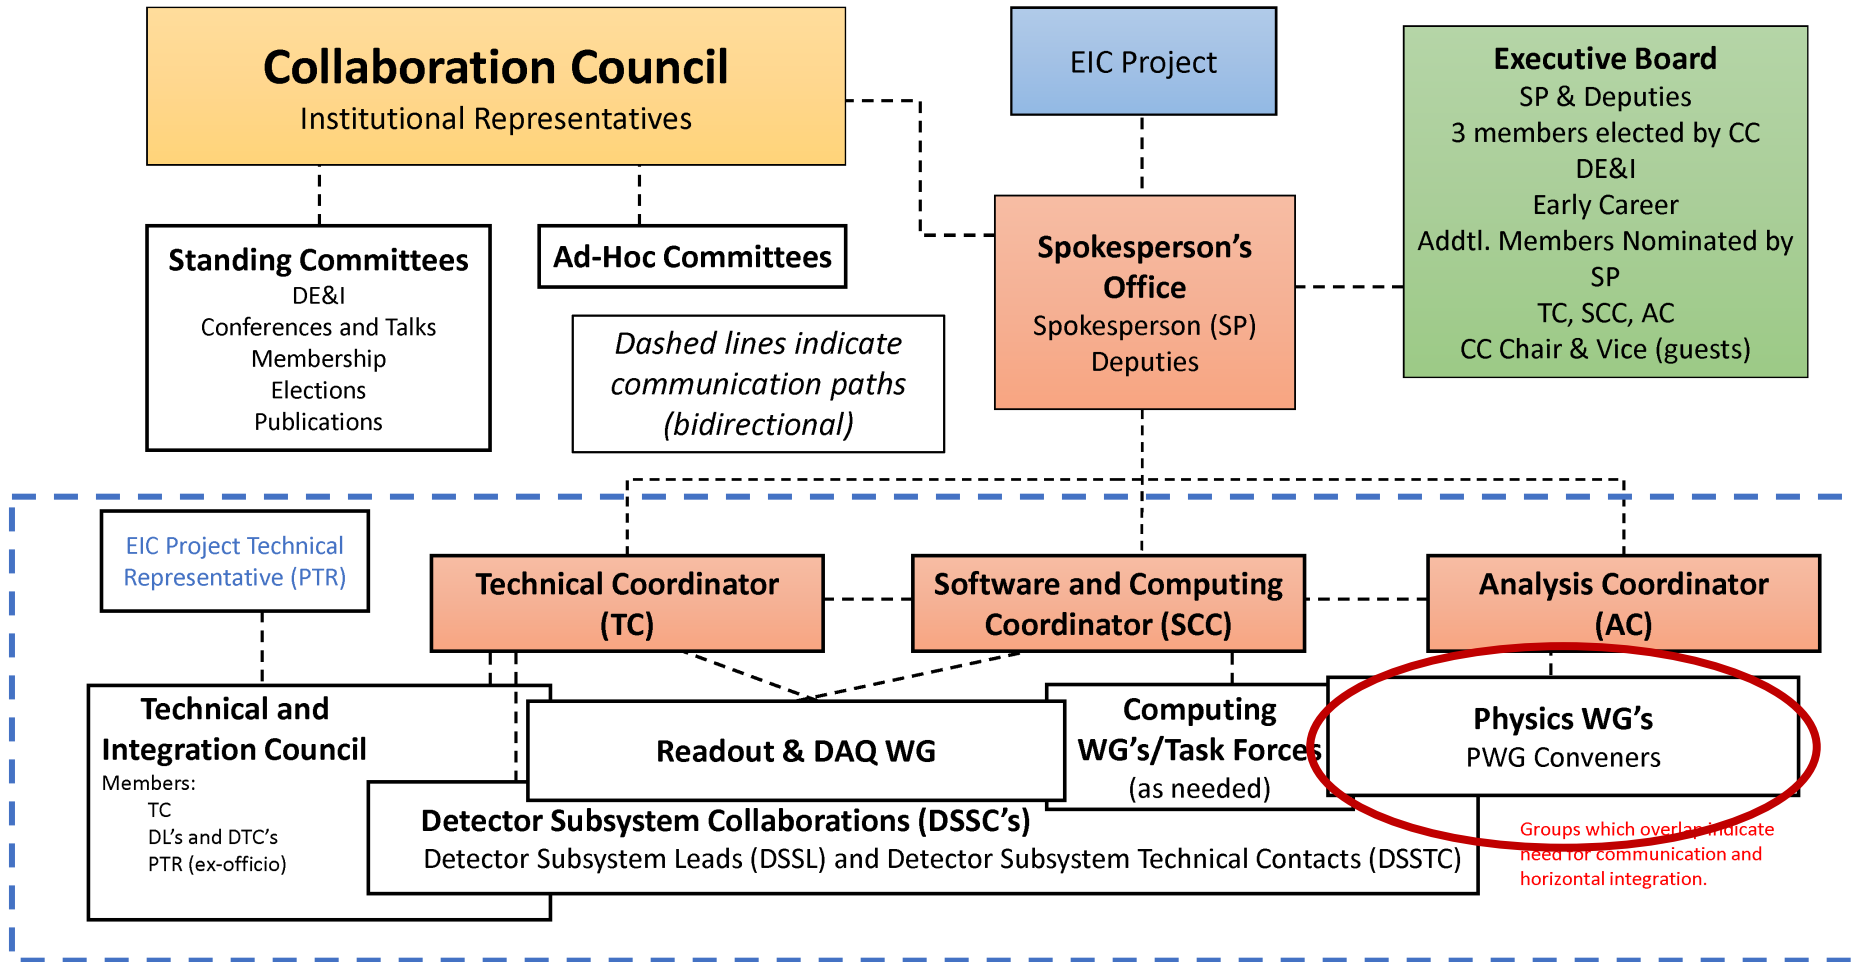 Collaboration Council
Institutional Representatives
EIC Project
Executive Board
SP & Deputies
3 members elected by CC
DE&I
Early Career
Addtl. Members Nominated by
SP
TC, SCC, AC
CC Chair & Vice (guests)
Standing Committees
DE&I
Conferences and Talks
Membership
Elections
Publications
Ad-Hoc Committees
Dashed lines indicate
communication paths
(bidirectional)
Spokesperson’s
Office
Spokesperson (SP)
Deputies
EIC Project Technical
Representative (PTR)
Technical Coordinator
(TC)
Software and Computing
Coordinator (SCC)
Analysis Coordinator
(AC)
Technical and
Integration Council
Members:
TC
DL’s and DTC’s
PTR (ex-officio)
Readout & DAQ WG
Computing
WG’s/Task Forces
(as needed)
Physics WG’s
PWG Conveners
Detector Subsystem Collaborations (DSSC’s)
Detector Subsystem Leads (DSSL) and Detector Subsystem Technical Contacts (DSSTC)
Groups which overlap indicate
need for communication and
horizontal integration.